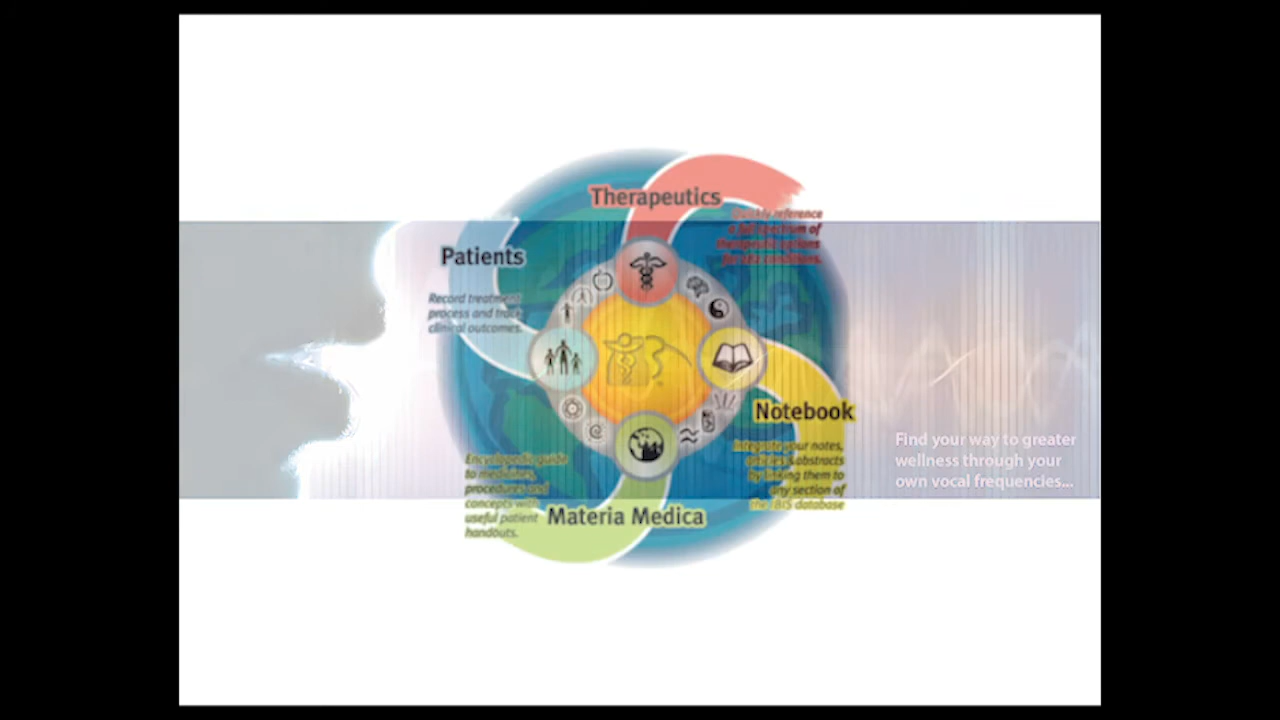 Therapeutics
Quickly reference
a full spectrum of
therapeutic options
for 282 conditions.
Patients
Record treatment
process and track
clinical outcomes.
Notebook
Integrate your notes,
articles & abstracts
by linking them to
any section of
the IBIS database
Find your way to greater
wellness through your
own vocal frequencies...
Encyclopedic guide
to medicines,
procedures and
concepts with
useful patient
handouts.
Materia Medica